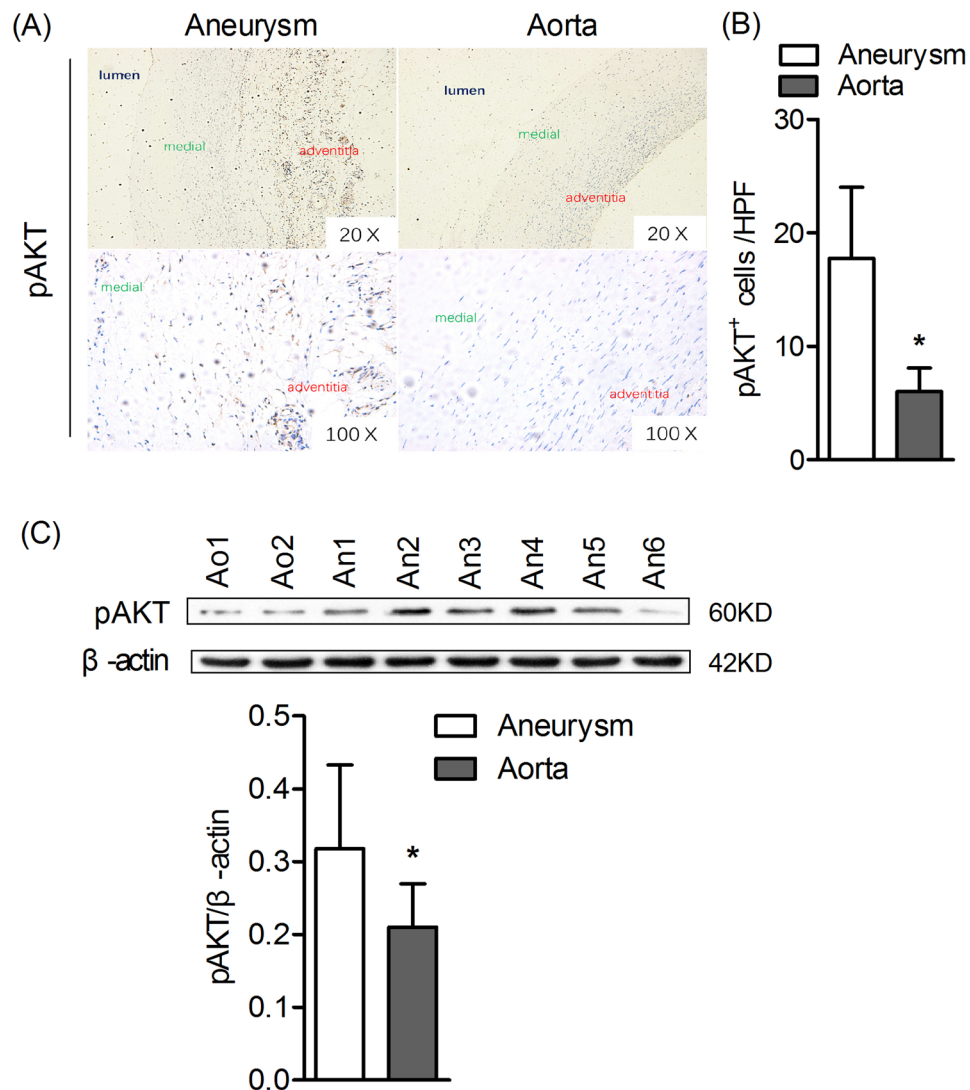 (A)
Aneurysm
Aorta
pAKT
lumen
medial
adventitia
20 X
lumen
medial
adventitia
20 X
medial
adventitia
100 X
medial
adventitia
100 X
(B)
Aneurysm
Aorta
pAKT+ cells /HPF
30
20
10
0
*
(C)
Ao1 Ao2 An1 An2 An3 An4 An5 An6
pAKT 60KD
β -actin 42KD
Aneurysm
Aorta
pAKT/β -actin
0.5
0.4
0.3
0.2
0.1
0.0
*